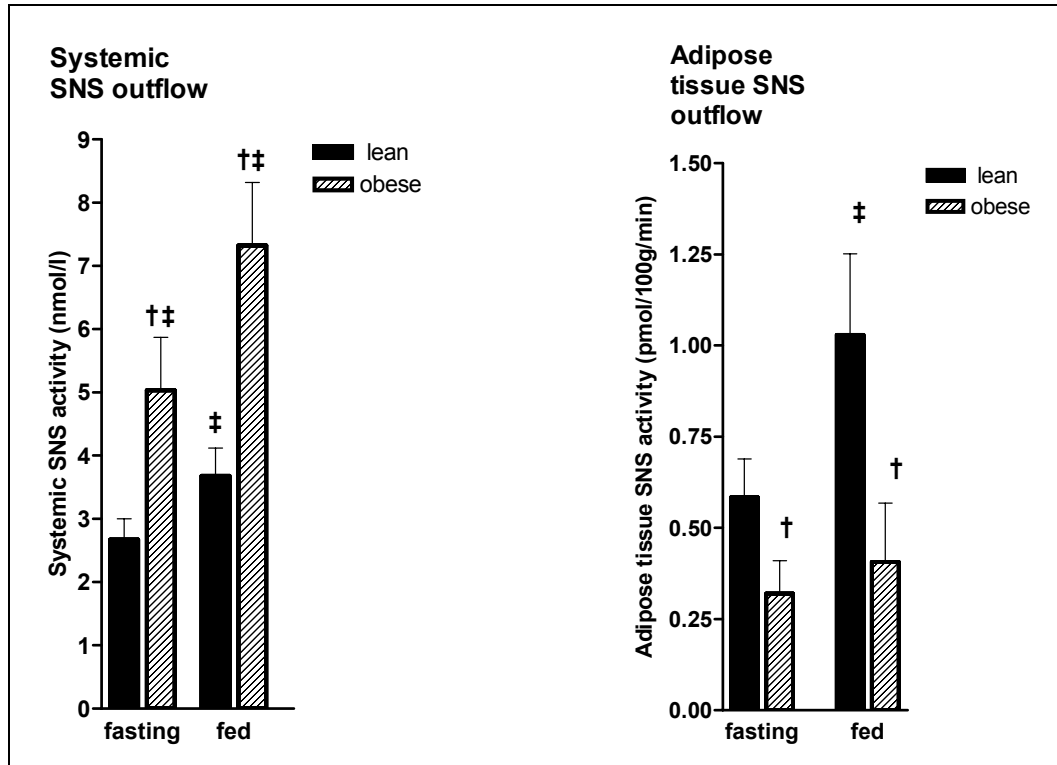 Systemic
SNS outflow
Systemic SNS activity (nmol/l)
9
8
7
6
5
4
3
2
1
0
†‡
‡
†‡
fasting
fed
lean
obese
Adipose
tissue SNS
outflow
Adipose tissue SNS activity (pmol/100g/min)
1.50
1.25
1.00
0.75
0.50
0.25
0.00
†
‡
†
fasting
fed
lean
obese